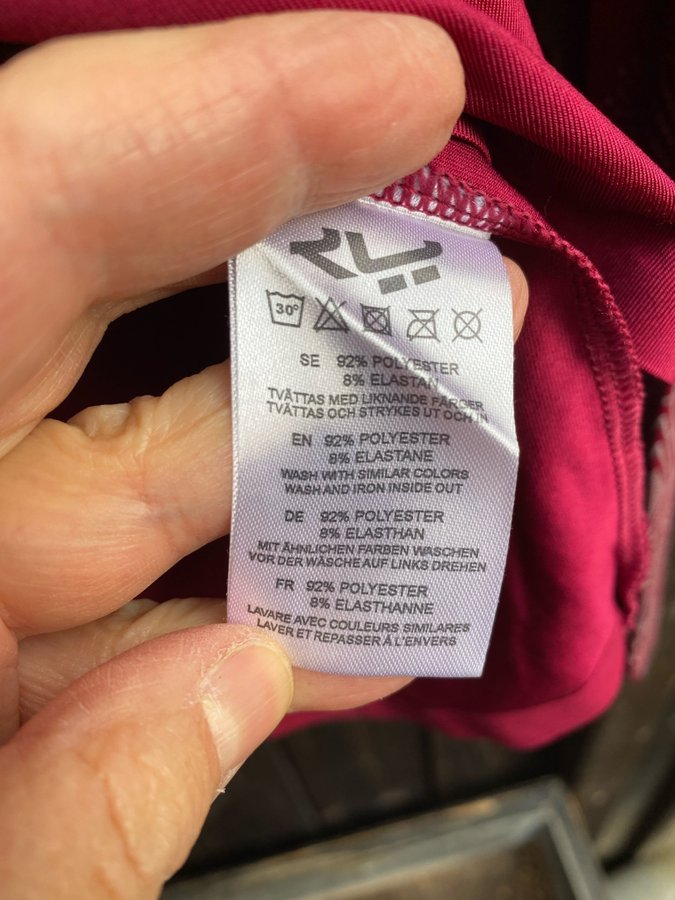 30°
SE 92% POLYESTER
8% ELASTAN
TVÄTTAS MED LIKNANDE FÄRGER
TVÄTTAS OCH STRYKES UT OCH IN
EN 92% POLYESTER
8% ELASTANE
WASH WITH SIMILAR COLORS
WASH AND IRON INSIDE OUT
DE 92% POLYESTER
8% ELASTHAN
MIT ÄHNLICHEN FARBEN WASCHEN
VOR DER WÄSCHE AUF LINKS DREHEN
FR 92% POLYESTER
8% ELASTHANNE
LAVARE AVEC COULEURS SIMILARES
LAVER ET REPASSER À L'ENVERS